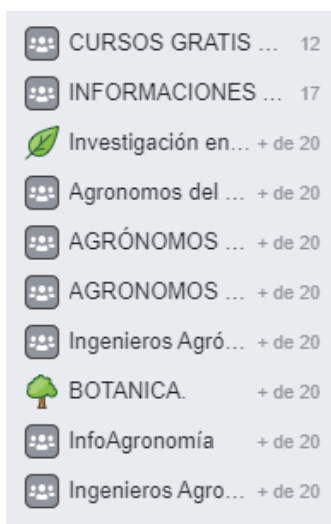 CURSOS GRATIS ... 12
INFORMACIONES ... 17
Investigación en... + de 20
Agronomos del ... + de 20
AGRÓNOMOS ... + de 20
AGRONOMOS ... + de 20
Ingenieros Agró... + de 20
BOTANICA. + de 20
InfoAgronomía + de 20
Ingenieros Agro... + de 20